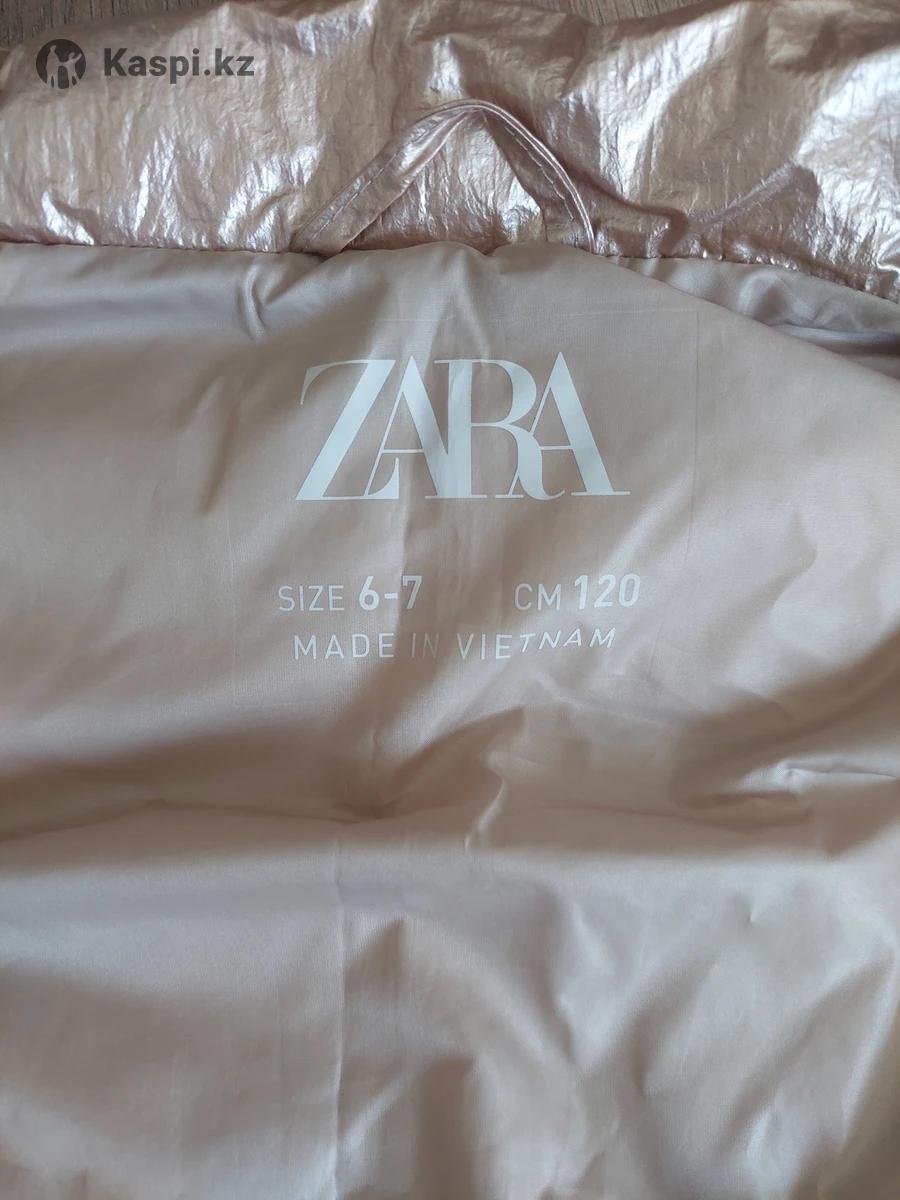 Kaspi.kz
ZARA
SIZE 6-7 CM 120
MADE IN VIETNAM